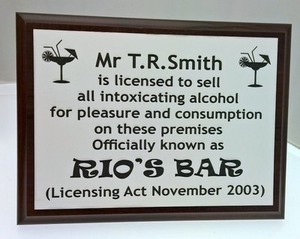 Mr T.R.Smith
is licensed to sell
all intoxicating alcohol
for pleasure and consumption
on these premises
Officially known as
RIO'S BAR
(Licensing Act November 2003)